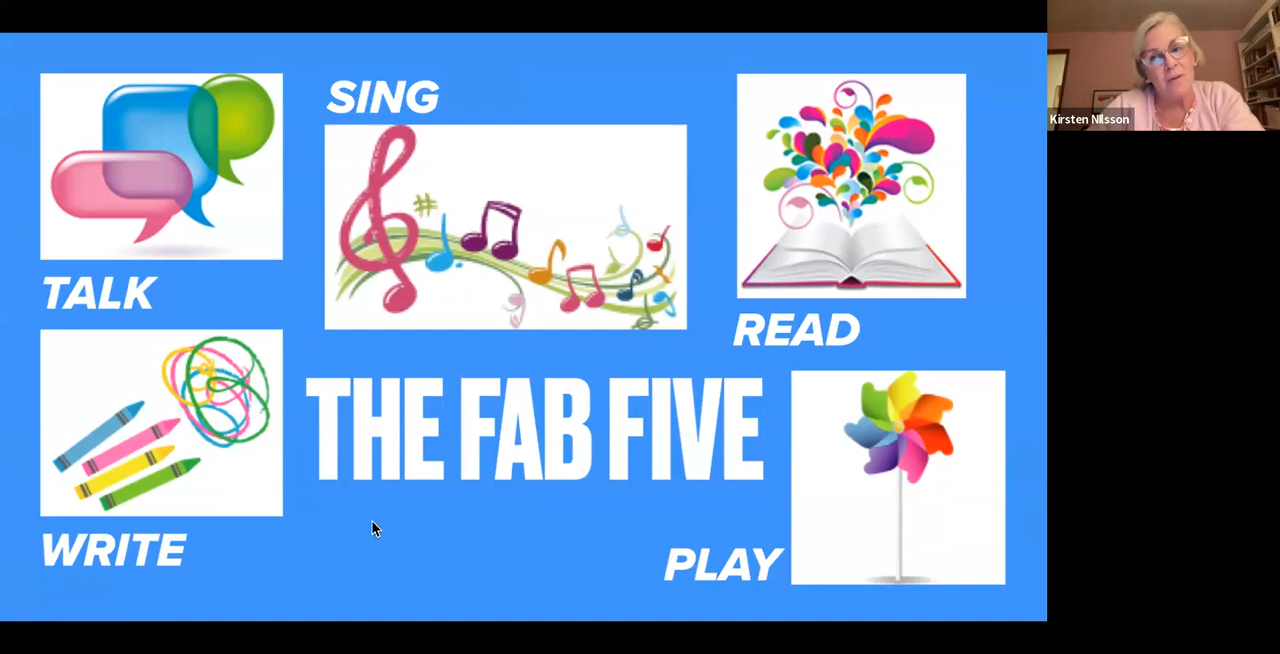 SING
TALK
READ
THE FAB FIVE
WRITE
PLAY
Kirsten NIlsson